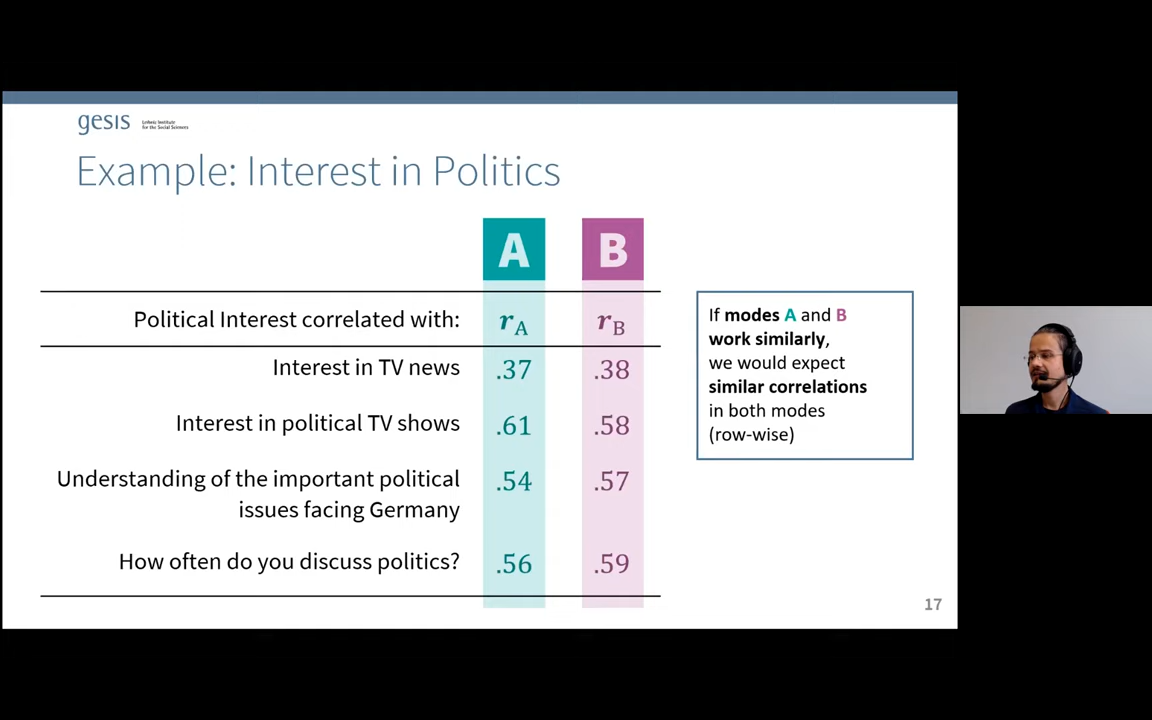 gesis
Leibniz Institute
for the Social Sciences
Example: Interest in Politics
A B
Political Interest correlated with: rA rB
Interest in TV news .37 .38
Interest in political TV shows .61 .58
Understanding of the important political
issues facing Germany .54 .57
How often do you discuss politics? .56 .59
If modes A and B
work similarly,
we would expect
similar correlations
in both modes
(row-wise)
17